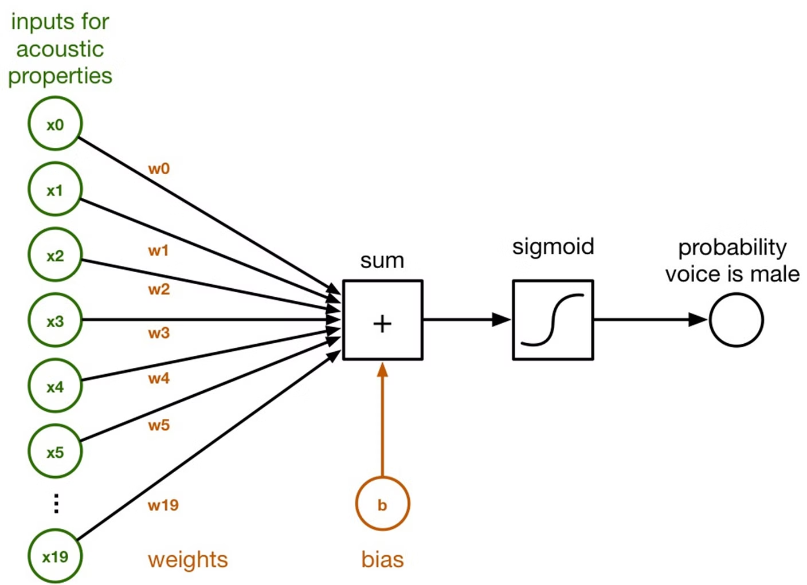 inputs for
acoustic
properties
x0
w0
x1
w1
x2
w2
x3
w3
x4
w4
x5
w5
⋮
x19
w19
weights
sum
+
b
bias
sigmoid
probability
voice is male